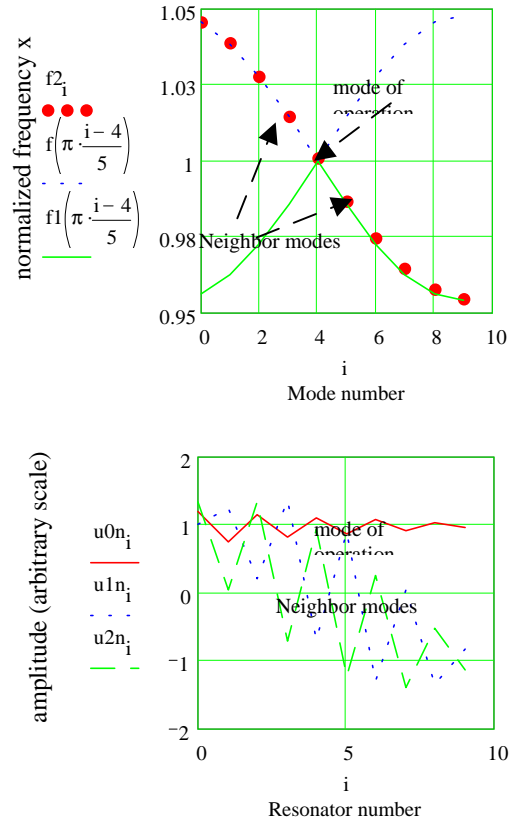 normalized frequency x
f2i
f(π · i − 4 / 5)
f1(π · i − 4 / 5)
1.05
1.03
1
0.98
0.95
mode of
operation
Neighbor modes
0 2 4 6 8 10
i
Mode number
amplitude (arbitrary scale)
u0ni
u1ni
u2ni
2
1
0
−1
−2
mode of
operation
Neighbor modes
0 5 10
i
Resonator number